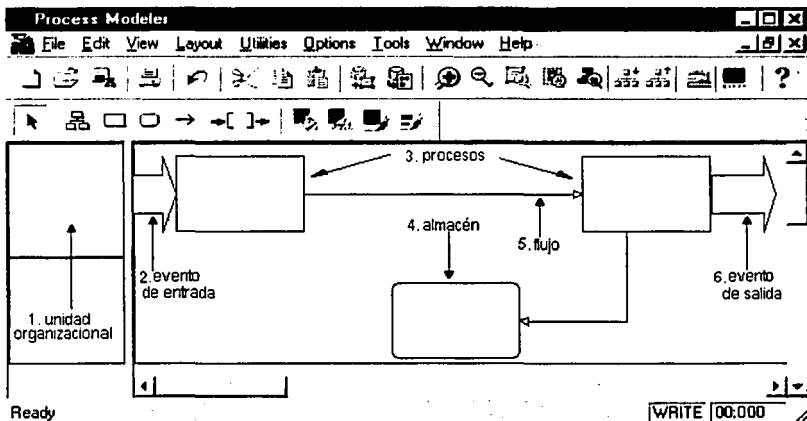 Process Modeler
File Edit View Layout Utilities Options Tools Window Help
?
3. procesos
4. almacén
5. flujo
2. evento
de entrada
6. evento
de salida
1. unidad
organizacional
Ready
WRITE 00:000